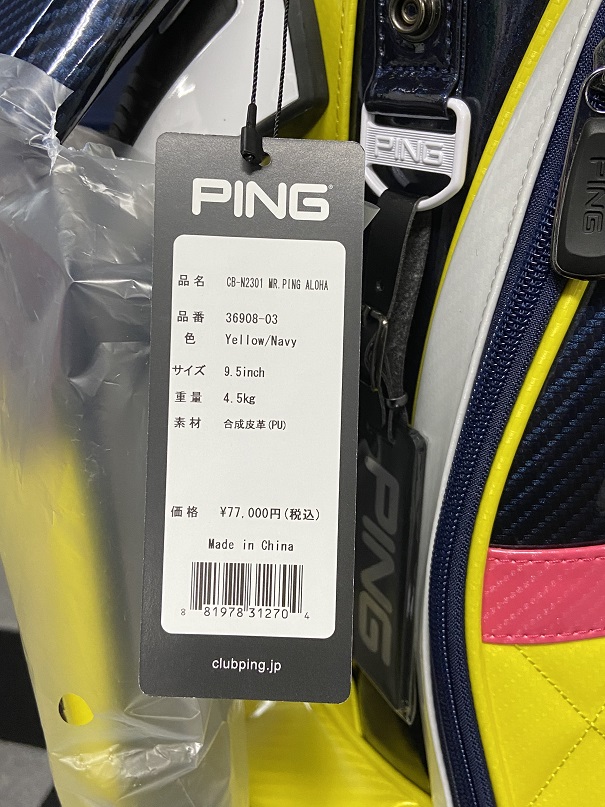 PING
PING
品名 CB-N2301 MR.PING ALOHA
品番 36908-03
色 Yellow/Navy
サイズ 9.5inch
重量 4.5kg
素材 合成皮革(PU)
価格 ¥77,000円(税込)
Made in China
8 81978 31270 4
clubping.jp
PING
PING